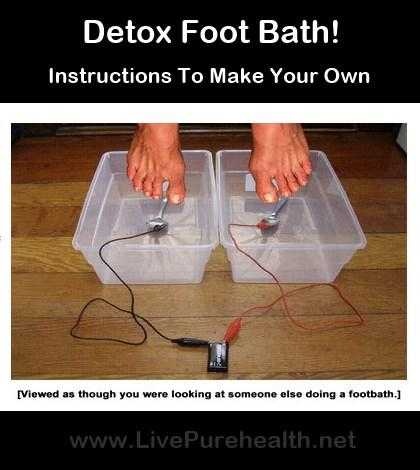 Detox Foot Bath!
Instructions To Make Your Own
[Viewed as though you were looking at someone else doing a footbath.]
www.LivePurehealth.net